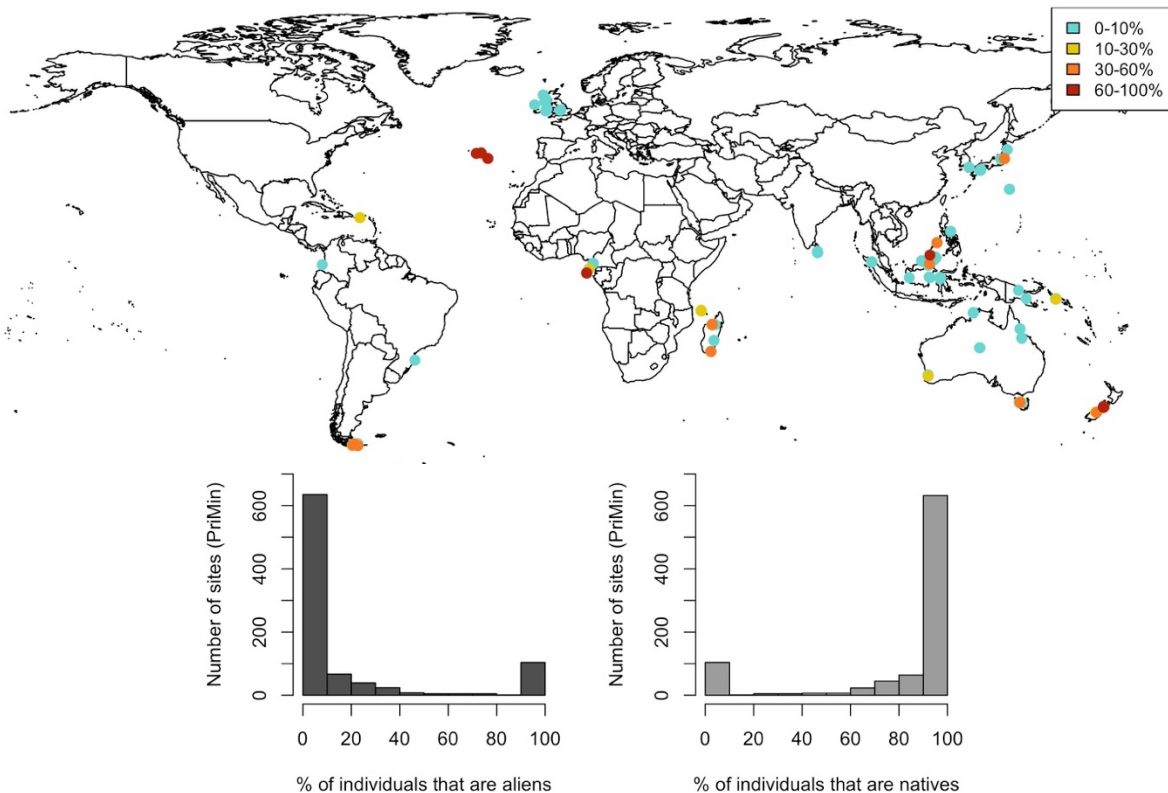 0-10%
10-30%
30-60%
60-100%
Number of sites (PriMin)
600
400
200
0
0 20 40 60 80 100
% of individuals that are aliens
Number of sites (PriMin)
600
400
200
0
0 20 40 60 80 100
% of individuals that are natives